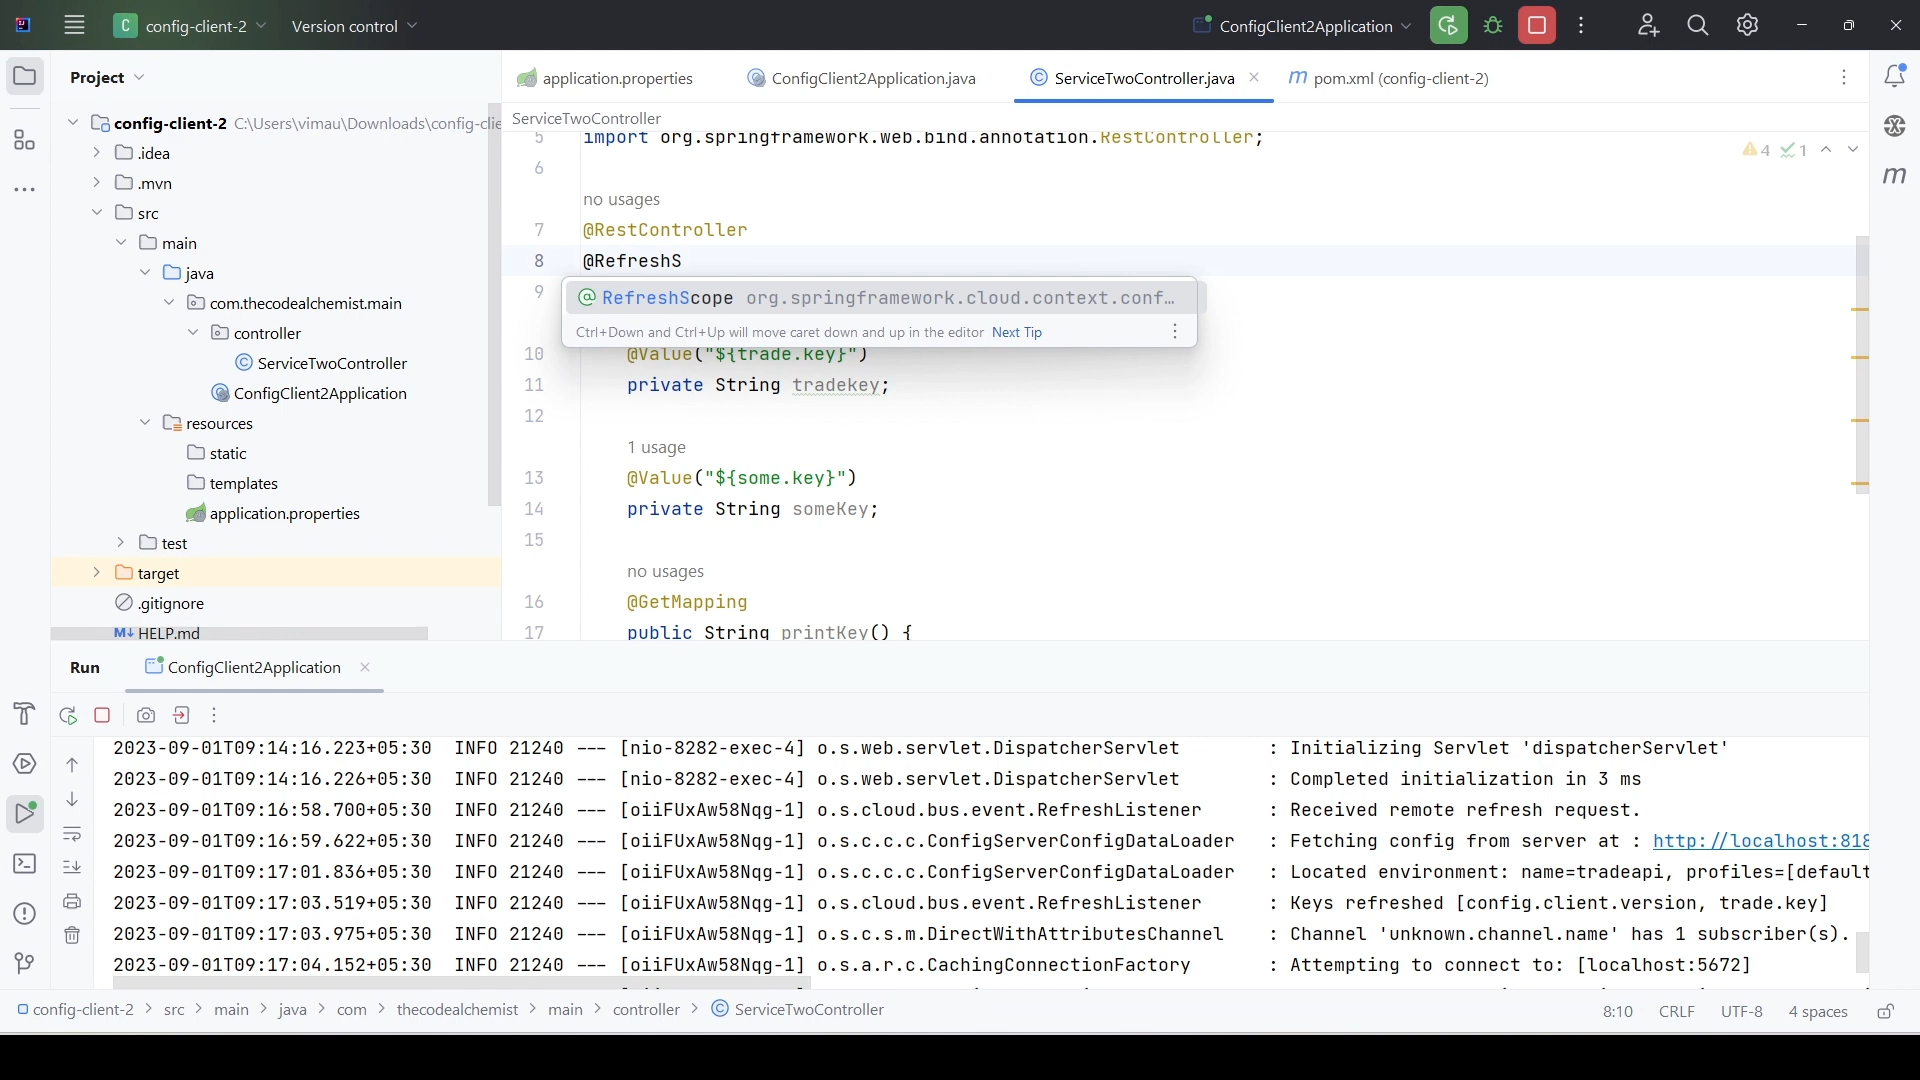 C config-client-2 Version control ConfigClient2Application
Project
application.properties ConfigClient2Application.java ServiceTwoController.java pom.xml (config-client-2)
ServiceTwoController
config-client-2 C:\Users\vimau\Downloads\config-clie
.idea
.mvn
src
main
java
com.thecodealchemist.main
controller
ServiceTwoController
ConfigClient2Application
resources
static
templates
application.properties
test
target
.gitignore
M↓ HELP.md
5 import org.springframework.web.bind.annotation.RestController;
4 1
6
no usages
7 @RestController
8 @RefreshS
9
RefreshScope org.springframework.cloud.context.conf…
Ctrl+Down and Ctrl+Up will move caret down and up in the editor Next Tip
10 @Value("${trade.key}")
11 private String tradekey;
12
1 usage
13 @Value("${some.key}")
14 private String someKey;
15
no usages
16 @GetMapping
17 public String printKey() {
Run ConfigClient2Application
2023-09-01T09:14:16.223+05:30 INFO 21240 --- [nio-8282-exec-4] o.s.web.servlet.DispatcherServlet : Initializing Servlet 'dispatcherServlet'
2023-09-01T09:14:16.226+05:30 INFO 21240 --- [nio-8282-exec-4] o.s.web.servlet.DispatcherServlet : Completed initialization in 3 ms
2023-09-01T09:16:58.700+05:30 INFO 21240 --- [oiiFUxAw58Nqg-1] o.s.cloud.bus.event.RefreshListener : Received remote refresh request.
2023-09-01T09:16:59.622+05:30 INFO 21240 --- [oiiFUxAw58Nqg-1] o.s.c.c.c.ConfigServerConfigDataLoader : Fetching config from server at : http://localhost:818
2023-09-01T09:17:01.836+05:30 INFO 21240 --- [oiiFUxAw58Nqg-1] o.s.c.c.c.ConfigServerConfigDataLoader : Located environment: name=tradeapi, profiles=[default
2023-09-01T09:17:03.519+05:30 INFO 21240 --- [oiiFUxAw58Nqg-1] o.s.cloud.bus.event.RefreshListener : Keys refreshed [config.client.version, trade.key]
2023-09-01T09:17:03.975+05:30 INFO 21240 --- [oiiFUxAw58Nqg-1] o.s.c.s.m.DirectWithAttributesChannel : Channel 'unknown.channel.name' has 1 subscriber(s).
2023-09-01T09:17:04.152+05:30 INFO 21240 --- [oiiFUxAw58Nqg-1] o.s.a.r.c.CachingConnectionFactory : Attempting to connect to: [localhost:5672]
config-client-2 > src > main > java > com > thecodealchemist > main > controller > ServiceTwoController 8:10 CRLF UTF-8 4 spaces